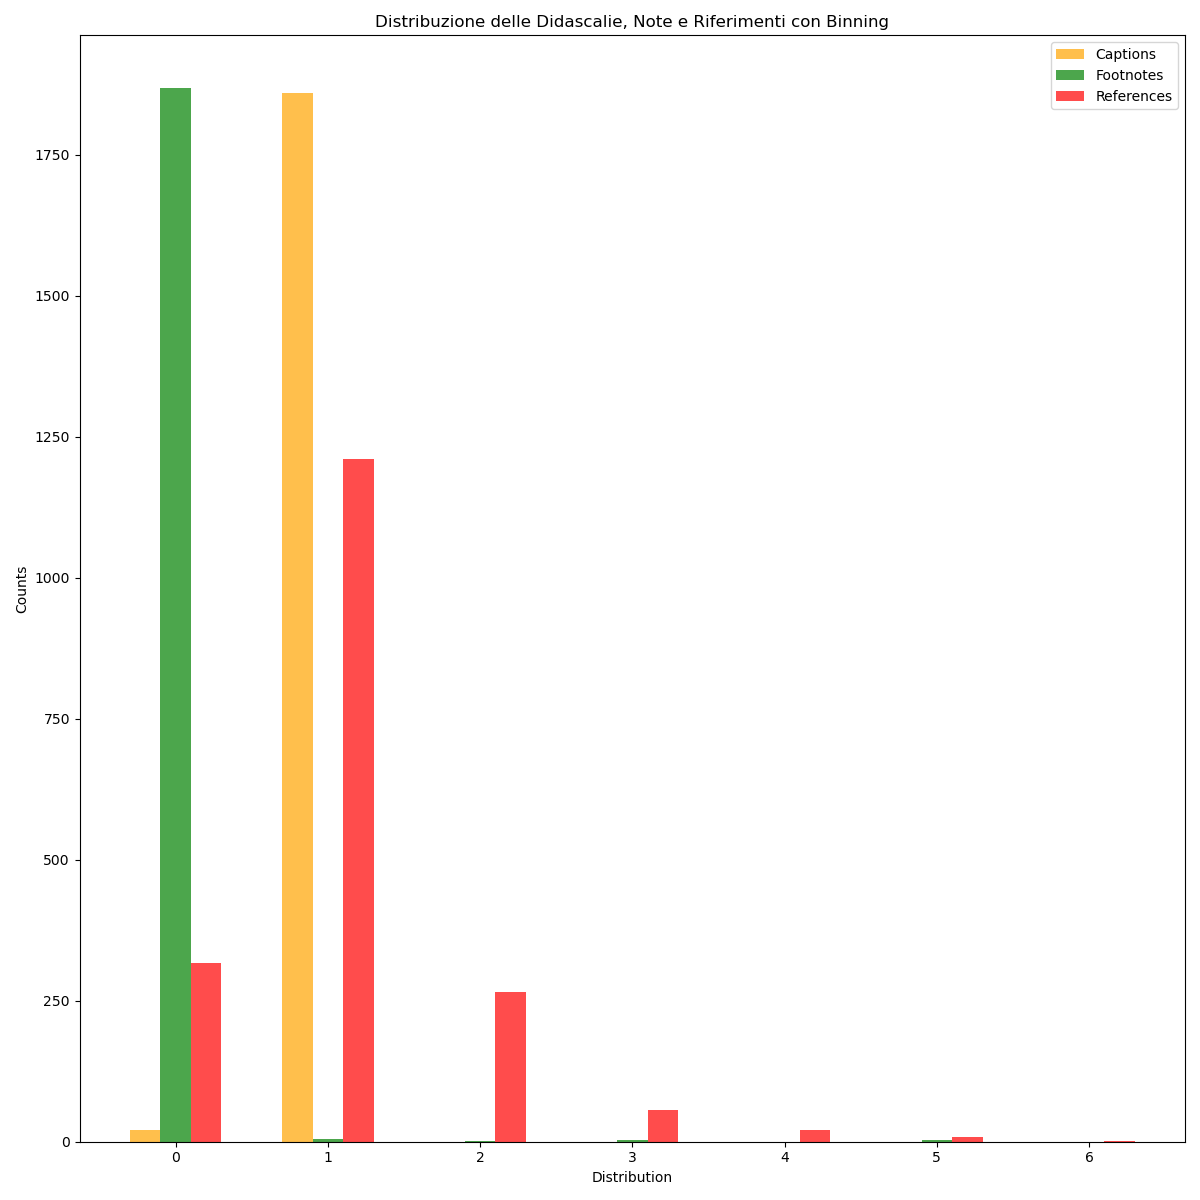 Distribuzione delle Didascalie, Note e Riferimenti con Binning
Captions
Footnotes
References
1750
1500
1250
1000
750
500
250
0
Counts
0 1 2 3 4 5 6
Distribution